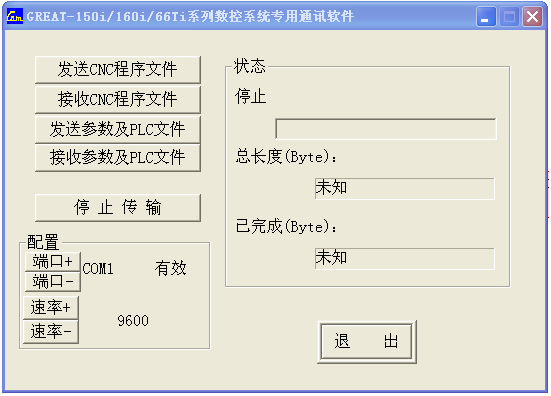 GREAT-150i/160i/66Ti系列数控系统专用通讯软件
发送CNC程序文件
接收CNC程序文件
发送参数及PLC文件
接收参数及PLC文件
停 止 传 输
配置
端口+
端口-
COM1 有效
速率+
速率-
9600
状态
停止
总长度(Byte):
未知
已完成(Byte):
未知
退 出